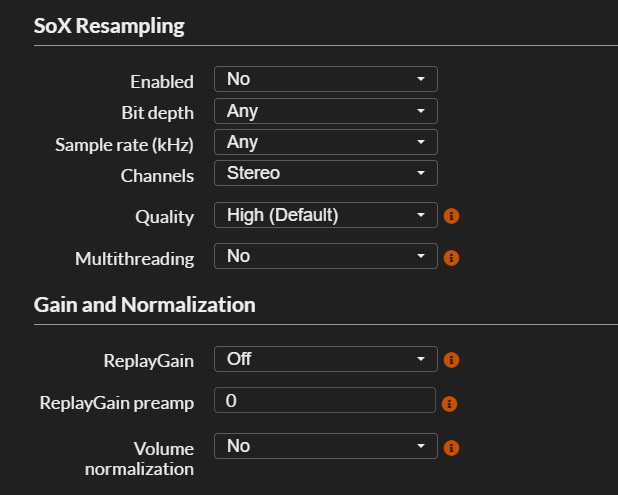 SoX Resampling
Enabled No
Bit depth Any
Sample rate (kHz) Any
Channels Stereo
Quality High (Default)
Multithreading No
Gain and Normalization
ReplayGain Off
ReplayGain preamp 0
Volume normalization No